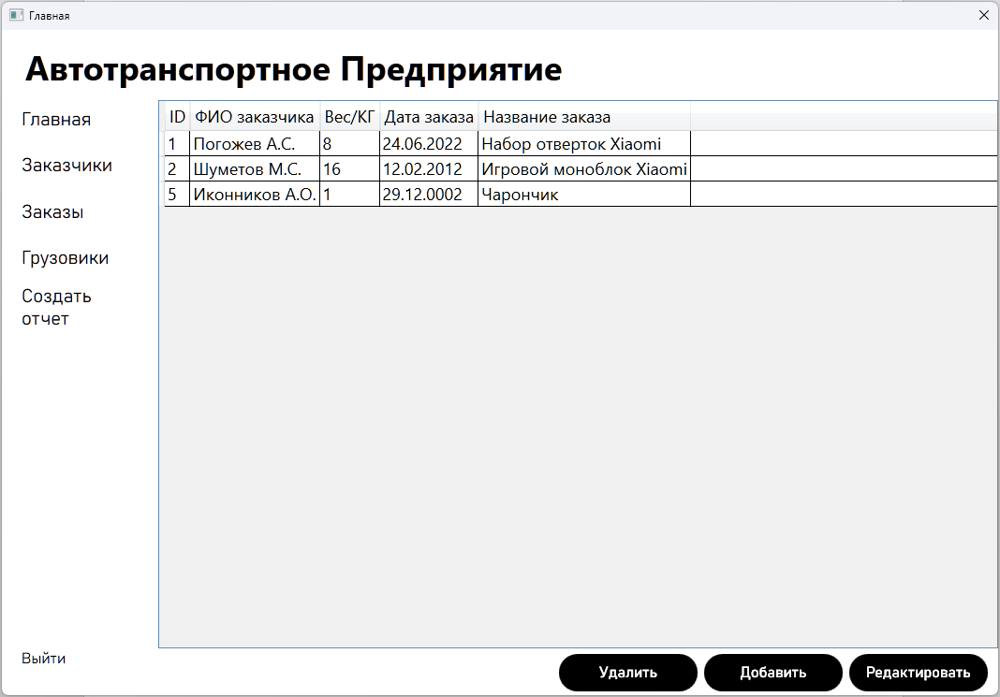 Главная
Автотранспортное Предприятие
Главная
Заказчики
Заказы
Грузовики
Создать
отчет
Выйти
ID ФИО заказчика Вес/КГ Дата заказа Название заказа
1 Погожев А.С. 8 24.06.2022 Набор отверток Xiaomi
2 Шуметов М.С. 16 12.02.2012 Игровой моноблок Xiaomi
5 Иконников А.О. 1 29.12.0002 Чарончик
Удалить Добавить Редактировать